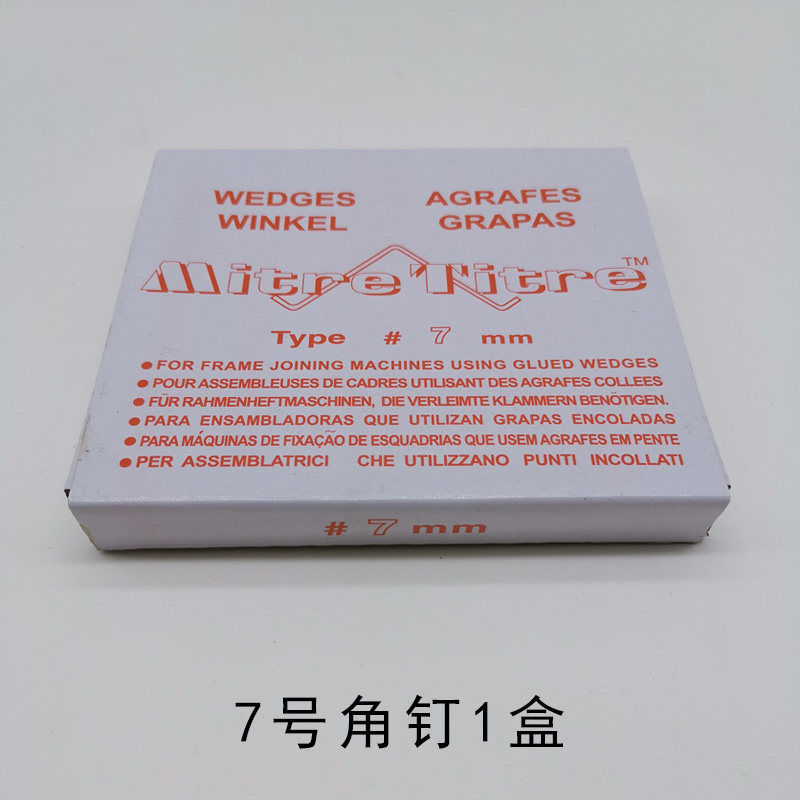 WEDGES AGRAFES
WINKEL GRAPAS
Mitre Titre™
Type # 7 mm
● FOR FRAME JOINING MACHINES USING GLUED WEDGES
● POUR ASSEMBLEUSES DE CADRES UTILISANT DES AGRAFES COLLEES
● FÜR RAHMENHEFTMASCHINEN, DIE VERLEIMTE KLAMMERN BENÖTIGEN.
● PARA ENSAMBLADORAS QUE UTILIZAN GRAPAS ENCOLADAS
● PARA MÁQUINAS DE FIXAÇÃO DE ESQUADRIAS QUE USEM AGRAFES EM PENTE
● PER ASSEMBLATRICI CHE UTILIZZANO PUNTI INCOLLATI
# 7 mm
7号角钉1盒